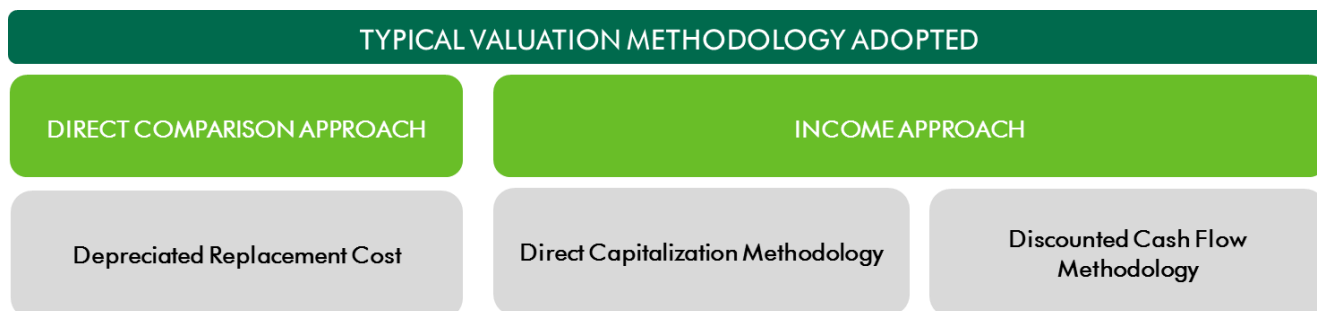 TYPICAL VALUATION METHODOLOGY ADOPTED
DIRECT COMPARISON APPROACH
INCOME APPROACH
Depreciated Replacement Cost
Direct Capitalization Methodology
Discounted Cash Flow
Methodology